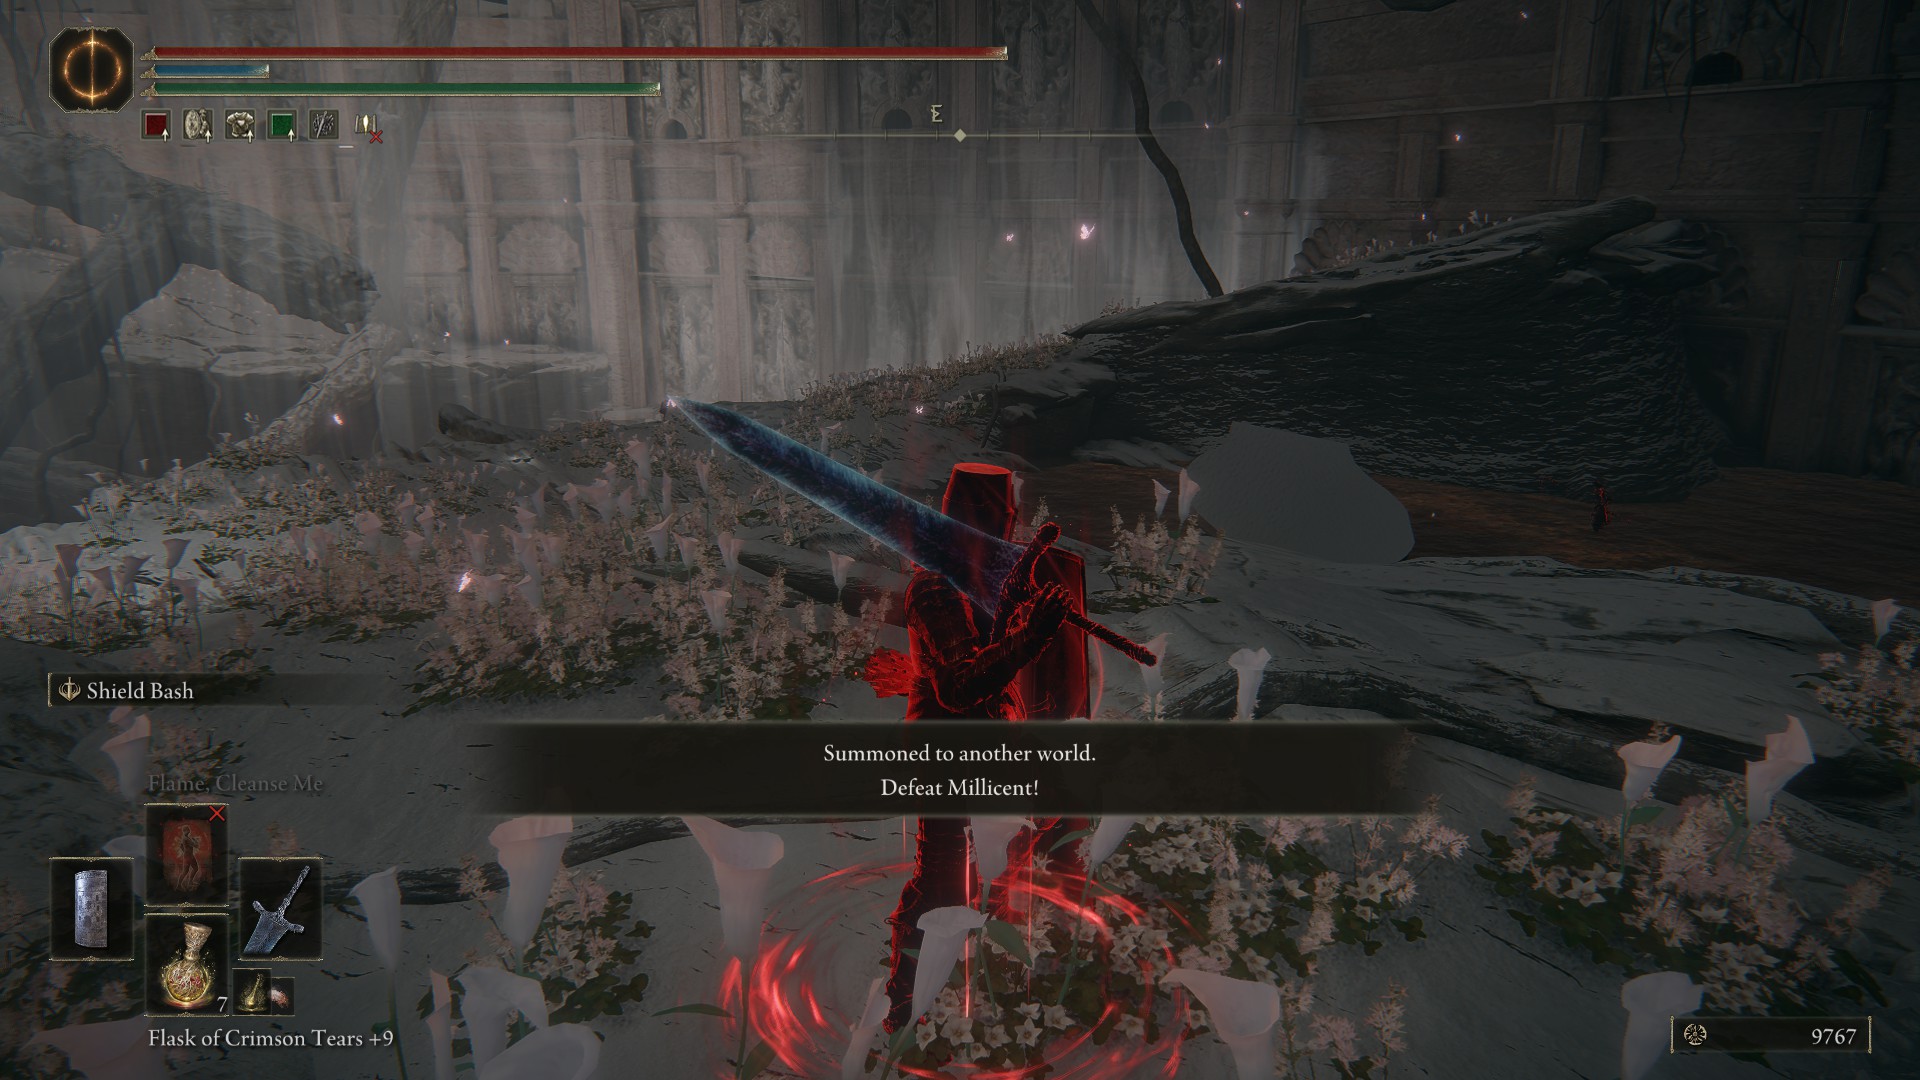 E
Shield Bash
Summoned to another world.
Defeat Millicent!
Flame, Cleanse Me
7
Flask of Crimson Tears +9
9767